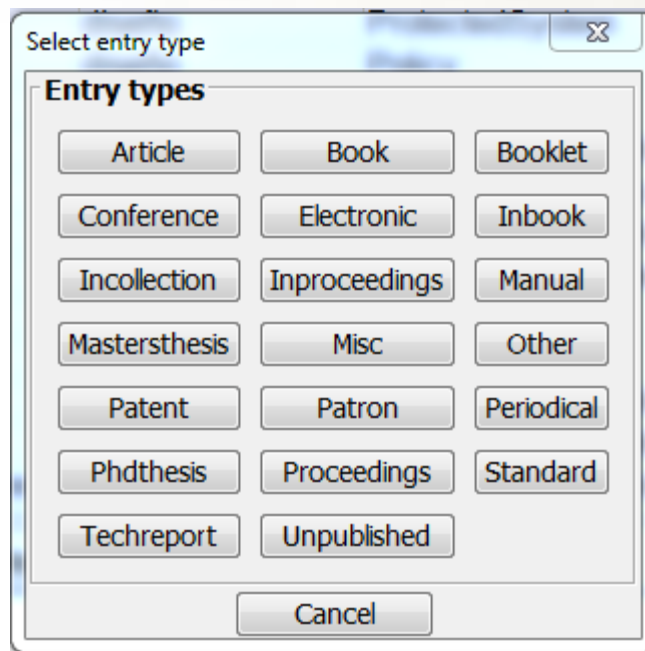 Select entry type
Entry types
Article Book Booklet
Conference Electronic Inbook
Incollection Inproceedings Manual
Mastersthesis Misc Other
Patent Patron Periodical
Phdthesis Proceedings Standard
Techreport Unpublished
Cancel